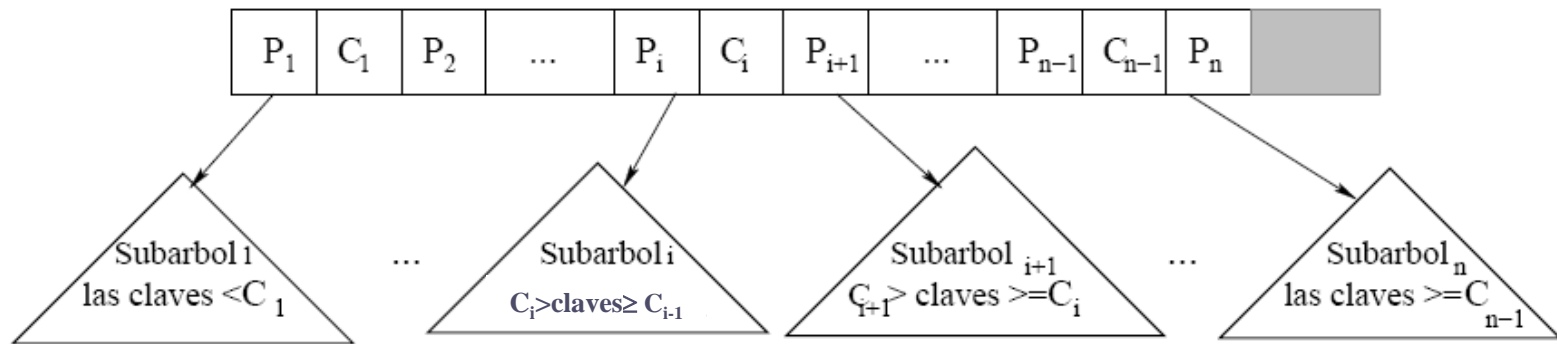 P₁ C₁ P₂ ... Pᵢ Cᵢ Pᵢ₊₁ ... Pₙ₋₁ Cₙ₋₁ Pₙ
Subarbol ₁
las claves <C ₁
...
Subarbol ᵢ
Cᵢ>claves≥ Cᵢ₋₁
Subarbol ᵢ₊₁
Cᵢ₊₁> claves >=Cᵢ
...
Subarbol ₙ
las claves >=C ₙ₋₁